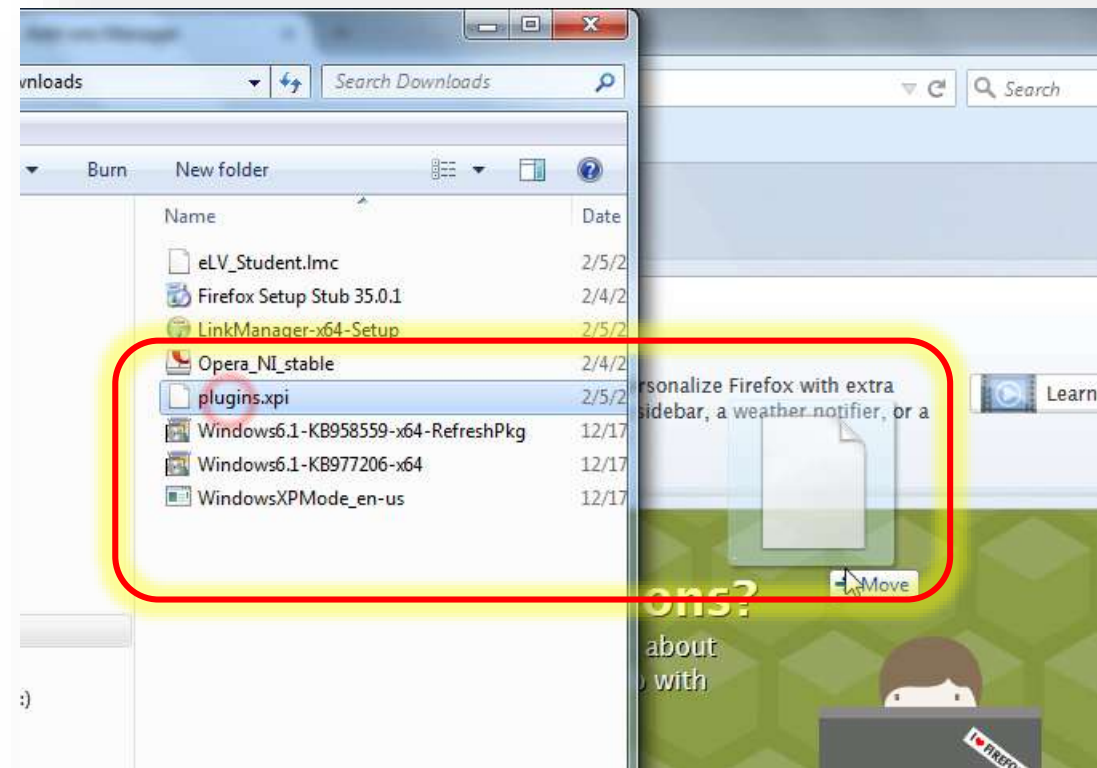 Search Downloads
Search
Burn New folder
Name Date
eLV_Student.lmc 2/5/2
Firefox Setup Stub 35.0.1 2/4/2
LinkManager-x64-Setup 2/5/2
Opera_NI_stable 2/4/2
plugins.xpi 2/5/2
Windows6.1-KB958559-x64-RefreshPkg 12/17
Windows6.1-KB977206-x64 12/17
WindowsXPMode_en-us 12/17
rsonalize Firefox with extra
sidebar, a weather notifier, or a
Learn
Move
ons?
about
with
:)
I FIREFO